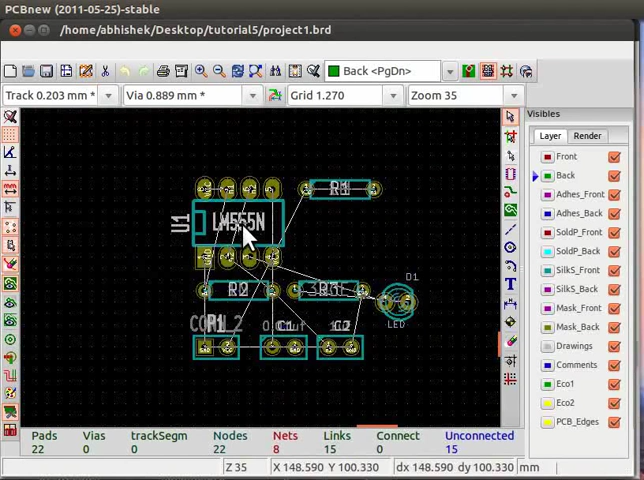 PCBnew (2011-05-25)-stable
/home/abhishek/Desktop/tutorial5/project1.brd
Back <PgDn>
Track 0.203 mm *
Via 0.889 mm *
Grid 1.270
Zoom 35
Visibles
Layer
Render
Front
Back
Adhes_Front
Adhes_Back
SoldP_Front
SoldP_Back
SilkS_Front
SilkS_Back
Mask_Front
Mask_Back
Drawings
Comments
Eco1
Eco2
PCB_Edges
R1
U1
LM555N
R2
R3
D1
LED
P1
C1
C2
Pads
Vias
trackSegm
Nodes
Nets
Links
Connect
Unconnected
22
0
0
22
8
15
0
15
Z 35
X 148.590 Y 100.330
dx 148.590 dy 100.330
mm